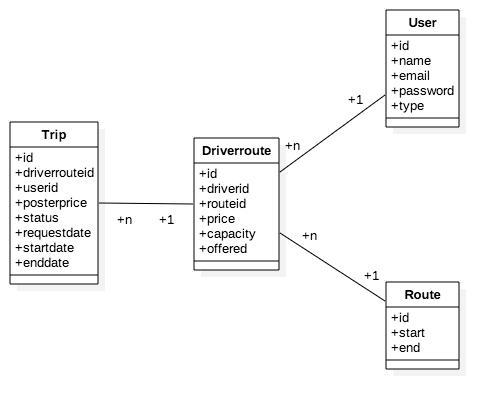 User
+id
+name
+email
+password
+type
+1
+n
Trip
+id
+driverrouteid
+userid
+posterprice
+status
+requestdate
+startdate
+enddate
+n
+1
Driverroute
+id
+driverid
+routeid
+price
+capacity
+offered
+n
+1
Route
+id
+start
+end